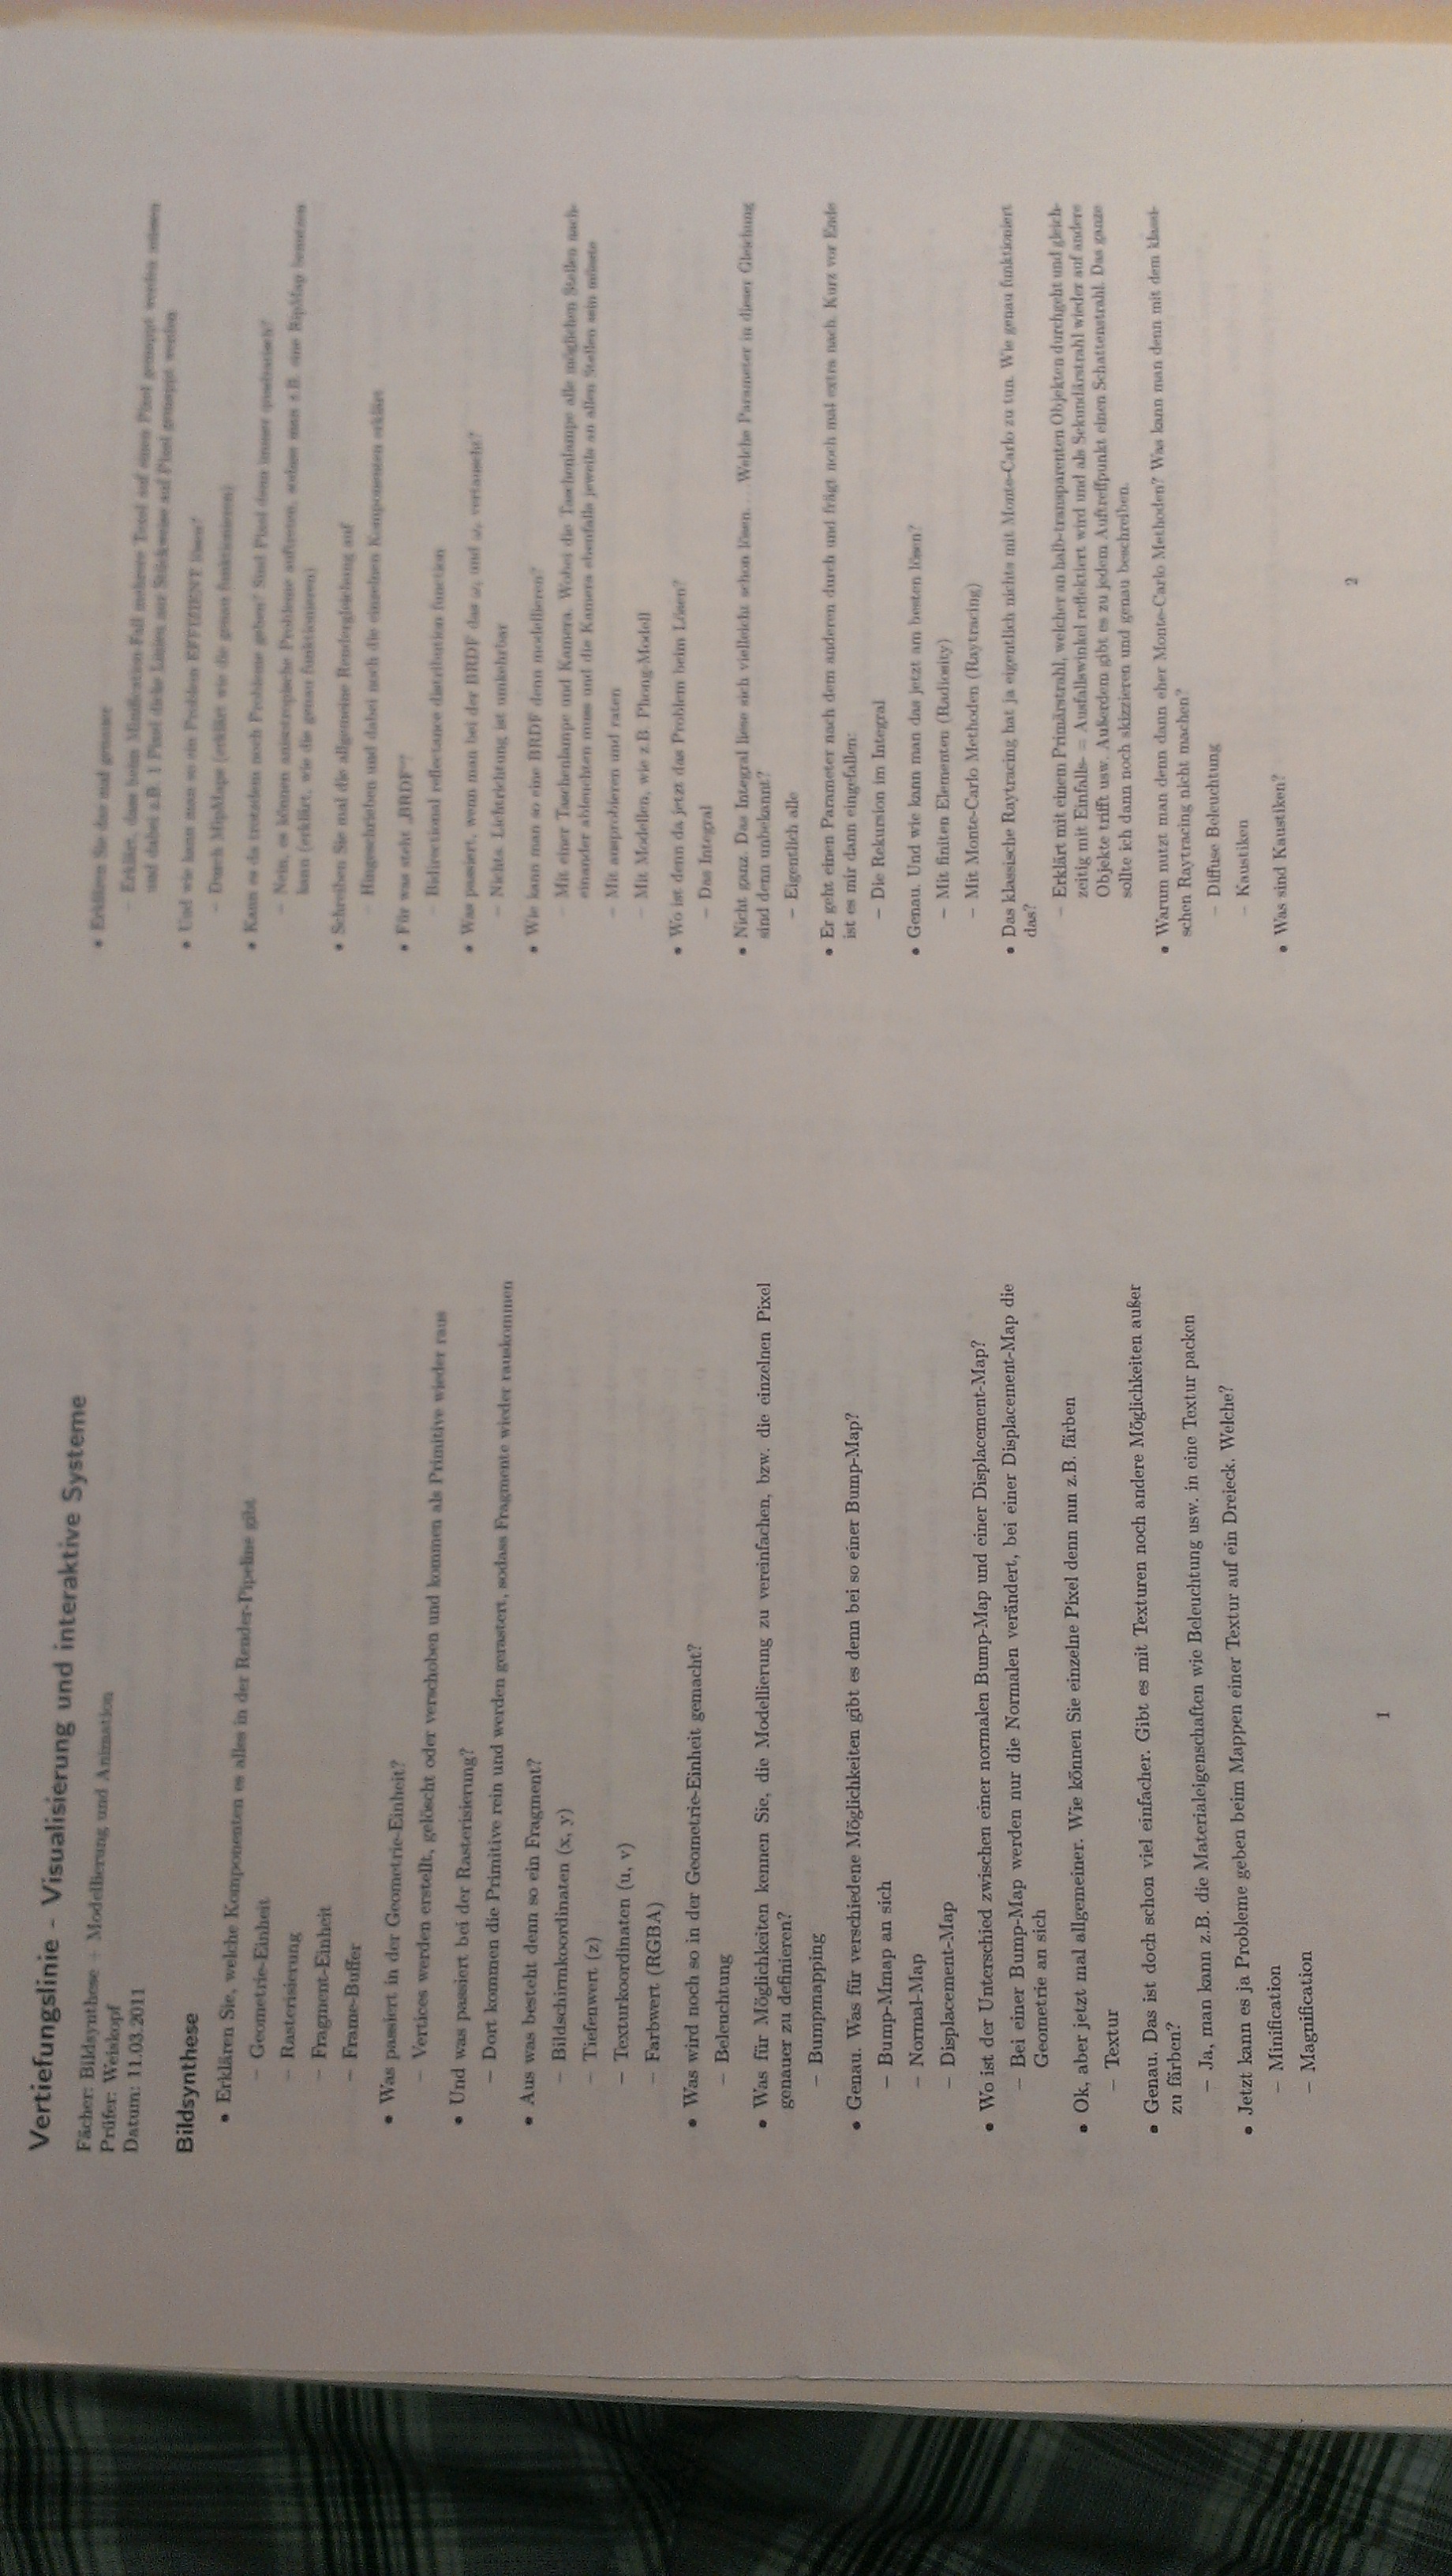 Vertiefungslinie - Visualisierung und interaktive Systeme
Fächer: Bildsynthese + Modellierung und Animation
Prüfer: Weiskopf
Datum: 11.03.2011
Bildsynthese
• Erklären Sie, welche Komponenten es alles in der Render-Pipeline gibt
– Geometrie-Einheit
– Rasterisierung
– Fragment-Einheit
– Frame-Buffer
• Was passiert in der Geometrie-Einheit?
– Vertices werden erstellt, gelöscht oder verschoben und kommen als Primitive wieder raus
• Und was passiert bei der Rasterisierung?
– Dort kommen die Primitive rein und werden gerastert, sodass Fragmente wieder rauskommen
• Aus was besteht denn so ein Fragment?
– Bildschirmkoordinaten (x, y)
– Tiefenwert (z)
– Texturkoordinaten (u, v)
– Farbwert (RGBA)
• Was wird noch so in der Geometrie-Einheit gemacht?
– Beleuchtung
• Was für Möglichkeiten kennen Sie, die Modellierung zu vereinfachen, bzw. die einzelnen Pixel
genauer zu definieren?
– Bumpmapping
• Genau. Was für verschiedene Möglichkeiten gibt es denn bei so einer Bump-Map?
– Bump-Mmap an sich
– Normal-Map
– Displacement-Map
• Wo ist der Unterschied zwischen einer normalen Bump-Map und einer Displacement-Map?
– Bei einer Bump-Map werden nur die Normalen verändert, bei einer Displacement-Map die
Geometrie an sich
• Ok, aber jetzt mal allgemeiner. Wie können Sie einzelne Pixel denn nun z.B. färben
– Textur
• Genau. Das ist doch schon viel einfacher. Gibt es mit Texturen noch andere Möglichkeiten außer
zu färben?
– Ja, man kann z.B. die Materialeigenschaften wie Beleuchtung usw. in eine Textur packen
• Jetzt kann es ja Probleme geben beim Mappen einer Textur auf ein Dreieck. Welche?
– Minification
– Magnification
1
• Erklären Sie das mal genauer
– Erklärt, dass beim Minification Fall mehrere Texel auf einen Pixel gemappt werden müssen
und dabei z.B. 1 Pixel dicke Linien nur Stückweise auf Pixel gemappt werden
• Und wie kann man so ein Problem EFFIZIENT lösen?
– Durch MipMaps (erklärt wie die genau funktionieren)
• Kann es da trotzdem noch Probleme geben? Sind Pixel denn immer quadratisch?
– Nein, es können anisotropische Probleme auftreten, sodass man z.B. eine RipMap benutzen
kann (erklärt, wie die genau funktionieren)
• Schreiben Sie mal die allgemeine Rendergleichung auf
– Hingeschrieben und dabei noch die einzelnen Komponenten erklärt
• Für was steht „BRDF“?
– Bidirectional reflectance distribution function
• Was passiert, wenn man bei der BRDF das ωᵢ und ωₒ vertauscht?
– Nichts. Lichtrichtung ist umkehrbar
• Wie kann man so eine BRDF denn modellieren?
– Mit einer Taschenlampe und Kamera. Wobei die Taschenlampe alle möglichen Stellen nach-
einander ableuchten muss und die Kamera ebenfalls jeweils an allen Stellen sein müsste
– Mit ausprobieren und raten
– Mit Modellen, wie z.B. Phong-Modell
• Wo ist denn da jetzt das Problem beim Lösen?
– Das Integral
• Nicht ganz. Das Integral liese sich vielleicht schon lösen... Welche Parameter in dieser Gleichung
sind denn unbekannt?
– Eigentlich alle
• Er geht einen Parameter nach dem anderen durch und frägt noch mal extra nach. Kurz vor Ende
ist es mir dann eingefallen:
– Die Rekursion im Integral
• Genau. Und wie kann man das jetzt am besten lösen?
– Mit finiten Elementen (Radiosity)
– Mit Monte-Carlo Methoden (Raytracing)
• Das klassische Raytracing hat ja eigentlich nichts mit Monte-Carlo zu tun. Wie genau funktioniert
das?
– Erklärt mit einem Primärstrahl, welcher an halb-transparenten Objekten durchgeht und gleich-
zeitig mit Einfalls- = Ausfallswinkel reflektiert wird und als Sekundärstrahl wieder auf andere
Objekte trifft usw. Außerdem gibt es zu jedem Auftreffpunkt einen Schattenstrahl. Das ganze
sollte ich dann noch skizzieren und genau beschreiben.
• Warum nutzt man denn dann eher Monte-Carlo Methoden? Was kann man denn mit dem klassi-
schen Raytracing nicht machen?
– Diffuse Beleuchtung
– Kaustiken
• Was sind Kaustiken?
2